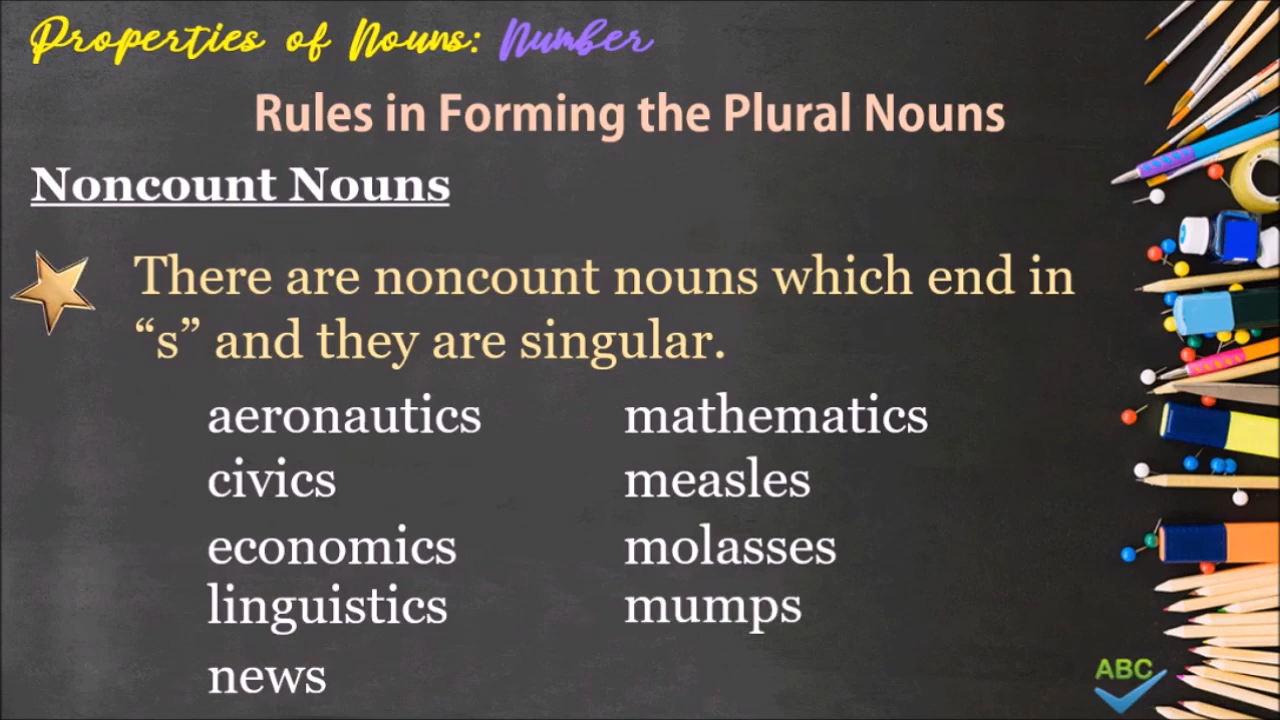 Properties of Nouns: Number
Rules in Forming the Plural Nouns
Noncount Nouns
There are noncount nouns which end in
“s” and they are singular.
aeronautics
civics
economics
linguistics
news
mathematics
measles
molasses
mumps
ABC